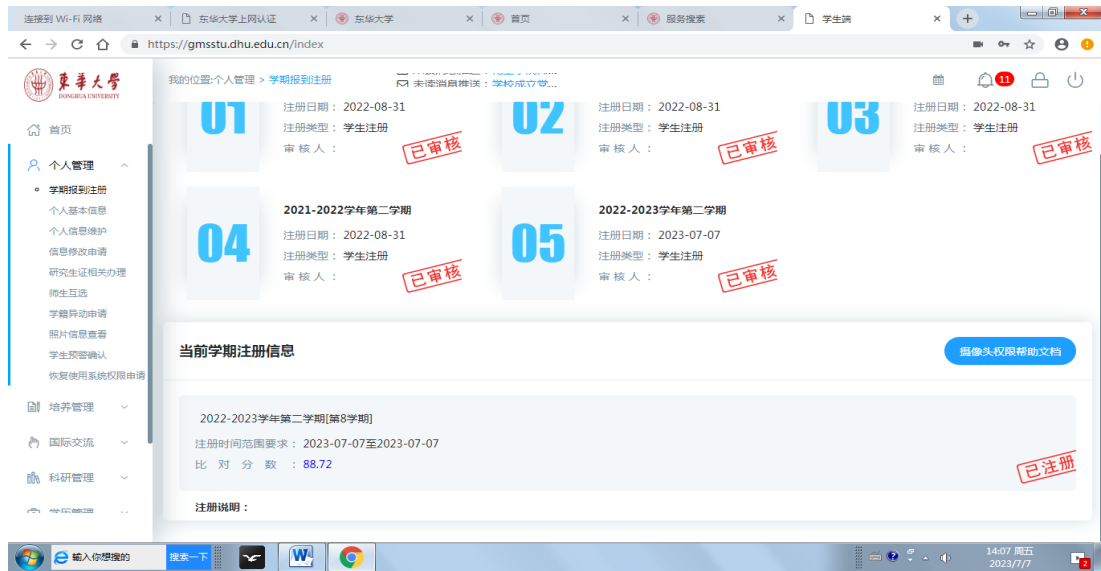 连接到 Wi-Fi 网络
东华大学上网认证
东华大学
首页
服务搜索
学生端
https://gmsstu.dhu.edu.cn/index
東華大學
DONGHUA UNIVERSITY
我的位置:个人管理 > 学期报到注册
未读消息推送：学校成立党...
11
首页
个人管理
学期报到注册
个人基本信息
个人信息维护
信息修改申请
研究生证相关办理
师生互选
学籍异动申请
照片信息查看
学生预警确认
恢复使用系统权限申请
培养管理
国际交流
科研管理
学历管理
01
注册日期： 2022-08-31
注册类型： 学生注册
审 核 人 ：
已审核
02
注册日期： 2022-08-31
注册类型： 学生注册
审 核 人 ：
已审核
03
注册日期： 2022-08-31
注册类型： 学生注册
审 核 人 ：
已审核
04
2021-2022学年第二学期
注册日期： 2022-08-31
注册类型： 学生注册
审 核 人 ：
已审核
05
2022-2023学年第二学期
注册日期： 2023-07-07
注册类型： 学生注册
审 核 人 ：
已审核
当前学期注册信息
摄像头权限帮助文档
2022-2023学年第二学期[第8学期]
注册时间范围要求： 2023-07-07至2023-07-07
比 对 分 数 ：88.72
已注册
注册说明：
输入你想搜的
搜索一下
14:07 周五
2023/7/7
2